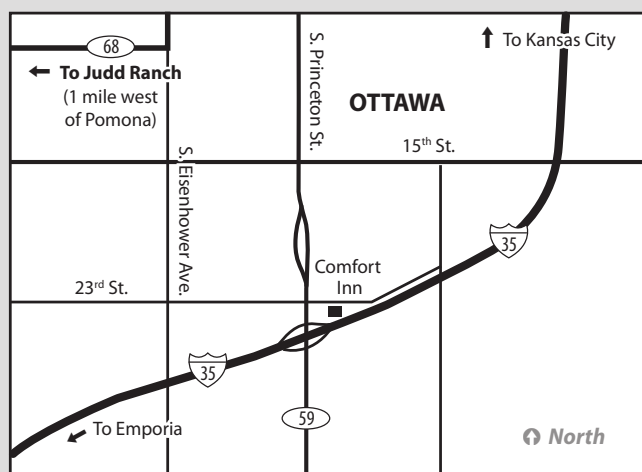 68
To Kansas City
To Judd Ranch
(1 mile west
of Pomona)
S. Princeton St.
OTTAWA
15th St.
S. Eisenhower Ave.
35
Comfort
Inn
23rd St.
35
59
To Emporia
North